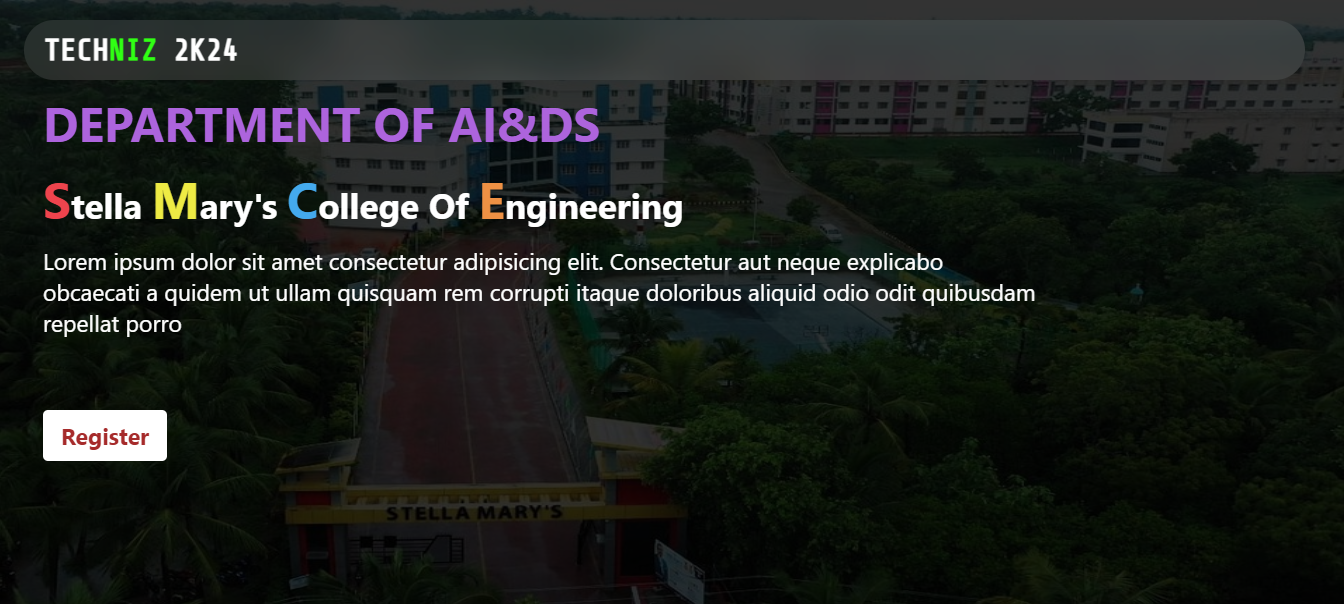 TECHNIZ 2K24
DEPARTMENT OF AI&DS
Stella Mary's College Of Engineering
Lorem ipsum dolor sit amet consectetur adipisicing elit. Consectetur aut neque explicabo
obcaecati a quidem ut ullam quisquam rem corrupti itaque doloribus aliquid odio odit quibusdam
repellat porro
Register
STELLA MARY'S